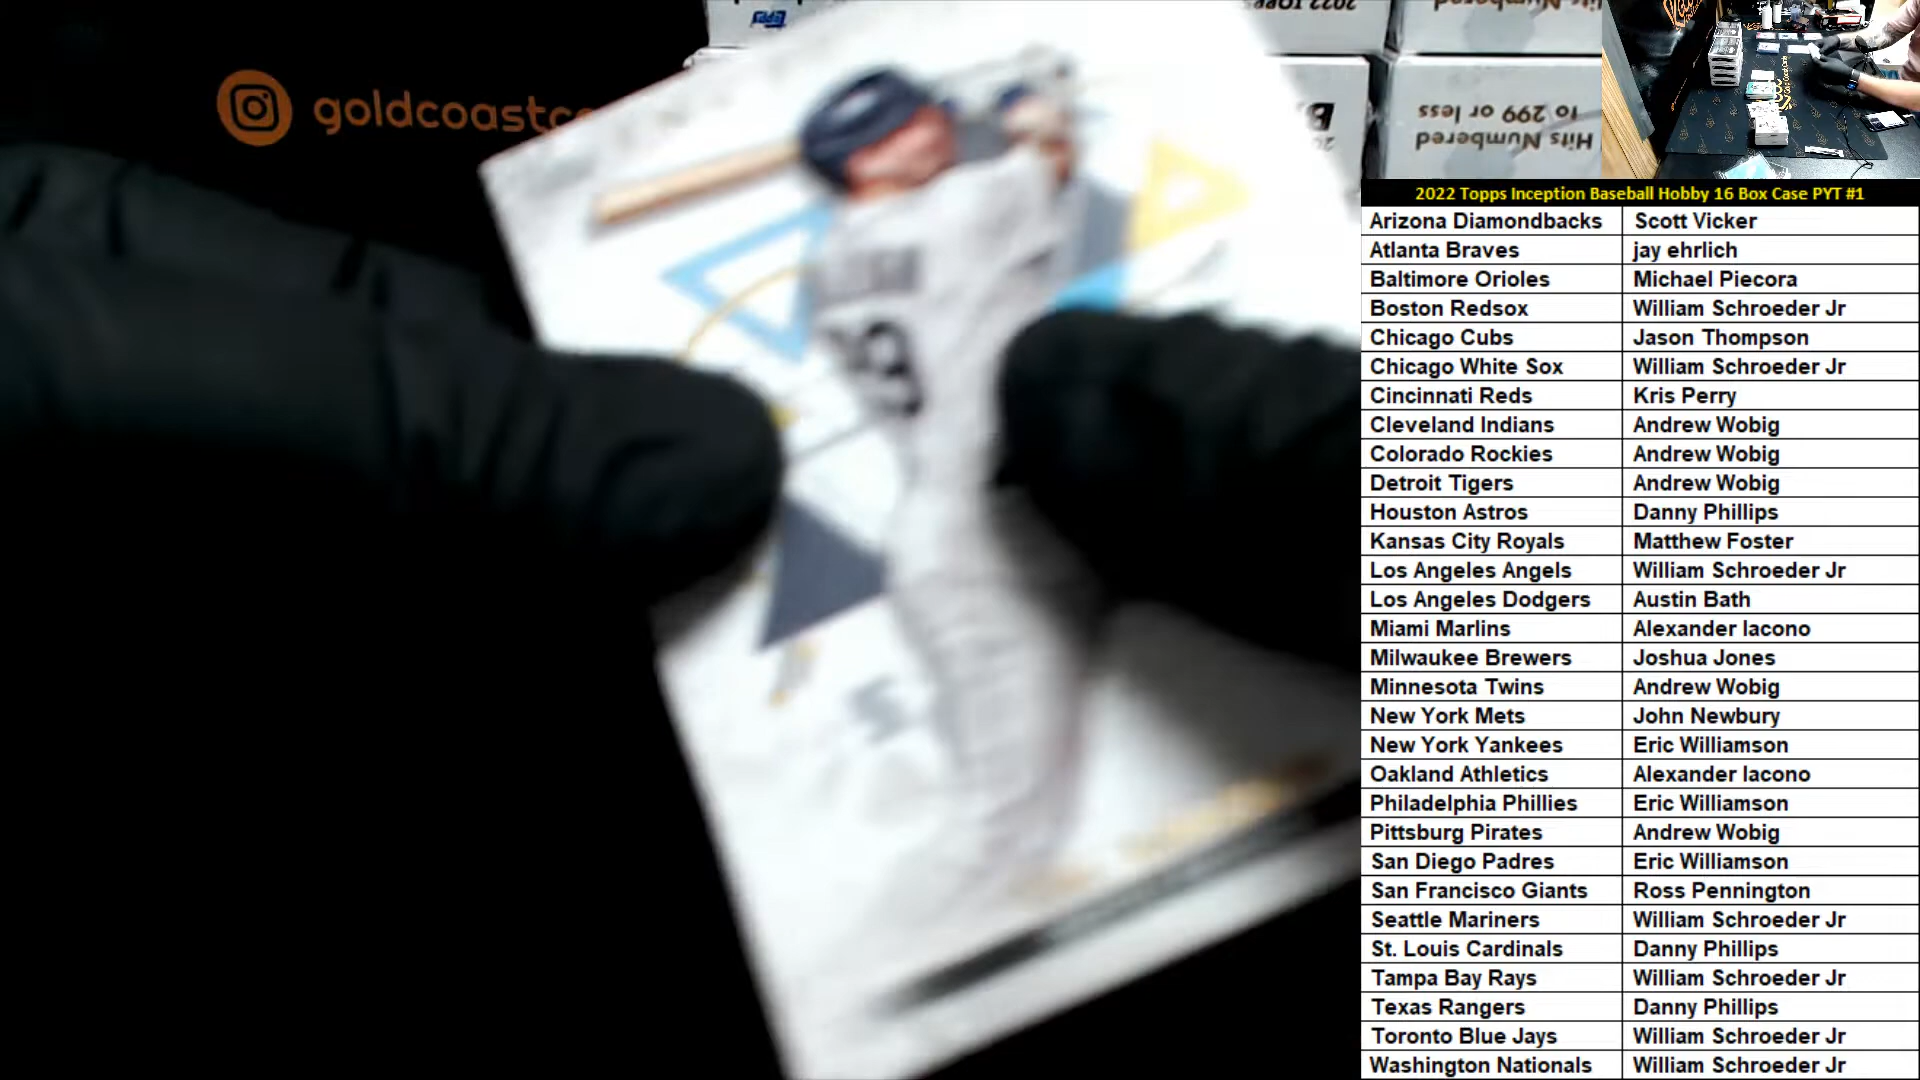 goldcoastc
Topps
2022 TOPPS
Hits Numbered
to 299 or less
Hits Numbered
2022 Topps Inception Baseball Hobby 16 Box Case PYT #1
Arizona Diamondbacks Scott Vicker
Atlanta Braves jay ehrlich
Baltimore Orioles Michael Piecora
Boston Redsox William Schroeder Jr
Chicago Cubs Jason Thompson
Chicago White Sox William Schroeder Jr
Cincinnati Reds Kris Perry
Cleveland Indians Andrew Wobig
Colorado Rockies Andrew Wobig
Detroit Tigers Andrew Wobig
Houston Astros Danny Phillips
Kansas City Royals Matthew Foster
Los Angeles Angels William Schroeder Jr
Los Angeles Dodgers Austin Bath
Miami Marlins Alexander Iacono
Milwaukee Brewers Joshua Jones
Minnesota Twins Andrew Wobig
New York Mets John Newbury
New York Yankees Eric Williamson
Oakland Athletics Alexander Iacono
Philadelphia Phillies Eric Williamson
Pittsburg Pirates Andrew Wobig
San Diego Padres Eric Williamson
San Francisco Giants Ross Pennington
Seattle Mariners William Schroeder Jr
St. Louis Cardinals Danny Phillips
Tampa Bay Rays William Schroeder Jr
Texas Rangers Danny Phillips
Toronto Blue Jays William Schroeder Jr
Washington Nationals William Schroeder Jr